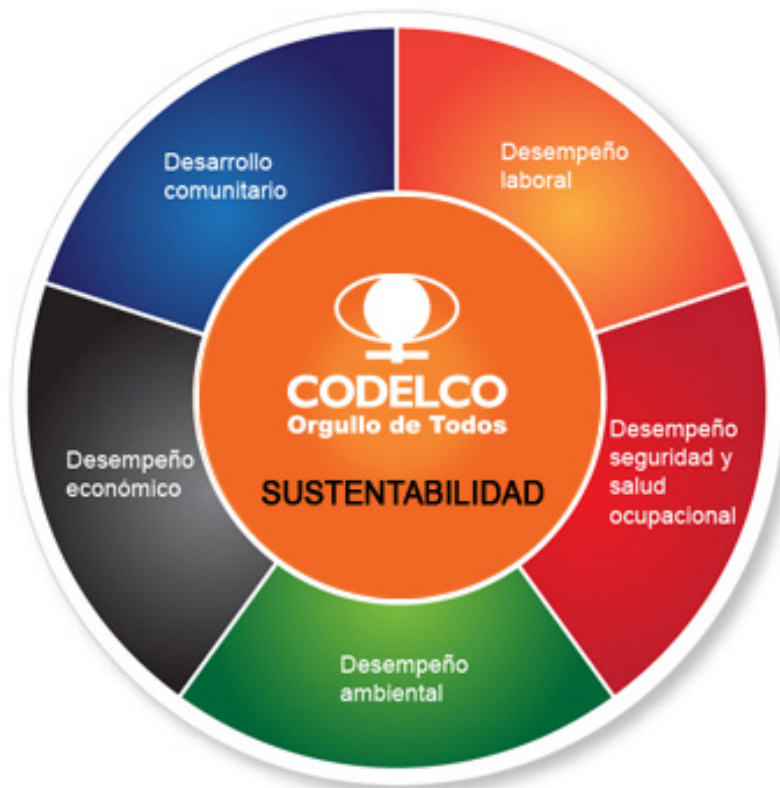 Desarrollo
comunitario
Desempeño
laboral
CODELCO
Orgullo de Todos
SUSTENTABILIDAD
Desempeño
económico
Desempeño
seguridad y
salud
ocupacional
Desempeño
ambiental